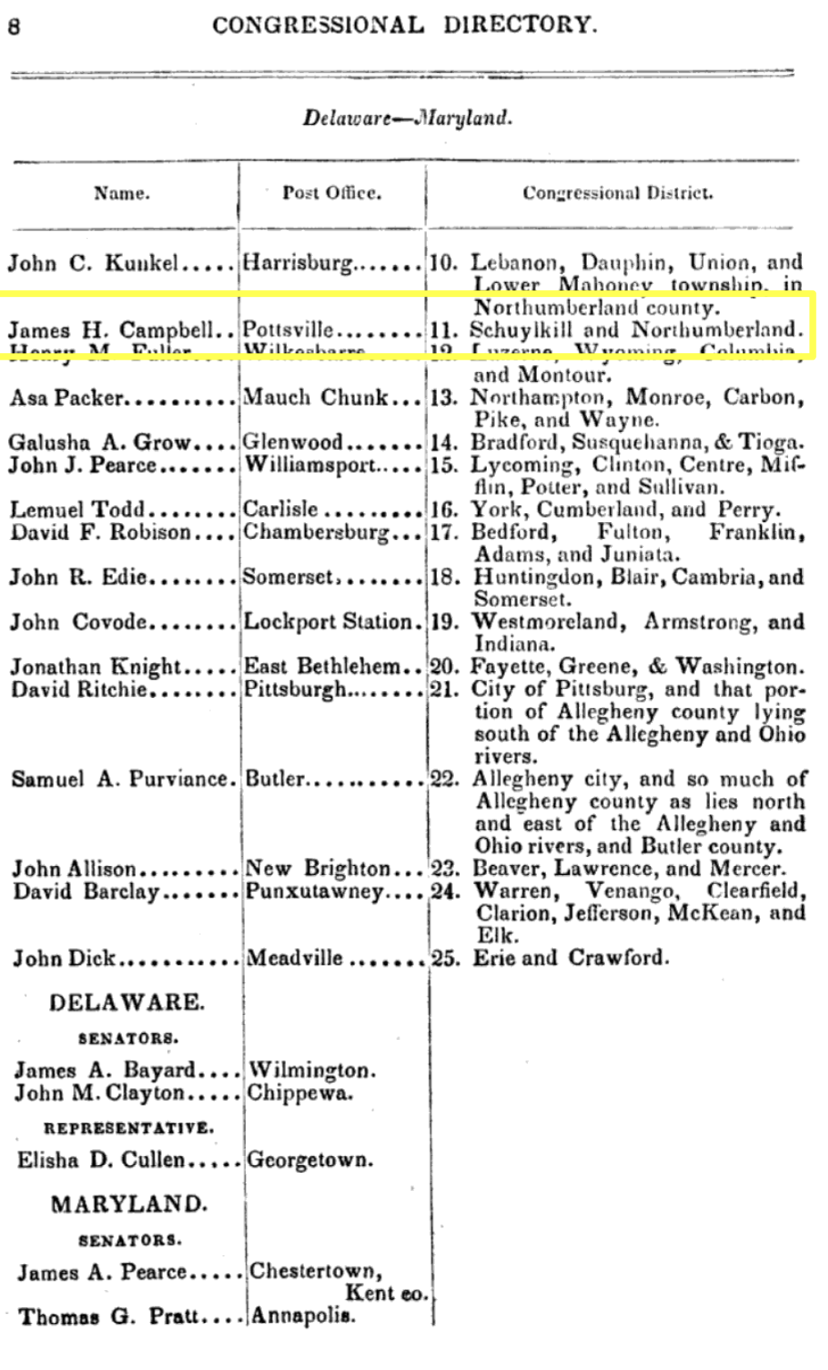 8 CONGRESSIONAL DIRECTORY.
Delaware—Maryland.
Name. Post Office. Congressional District.
John C. Kunkel..... Harrisburg....... 10. Lebanon, Dauphin, Union, and
Lower Mahoney township, in
Northumberland county.
James H. Campbell.. Pottsville........ 11. Schuylkill and Northumberland.
Henry M. Fuller...... Wilkesbarre...... 12. Luzerne, Wyoming, Columbia,
and Montour.
Asa Packer.......... Mauch Chunk... 13. Northampton, Monroe, Carbon,
Pike, and Wayne.
Galusha A. Grow.... Glenwood....... 14. Bradford, Susquehanna, & Tioga.
John J. Pearce....... Williamsport..... 15. Lycoming, Clinton, Centre, Mif-
flin, Potter, and Sullivan.
Lemuel Todd........ Carlisle ......... 16. York, Cumberland, and Perry.
David F. Robison.... Chambersburg... 17. Bedford, Fulton, Franklin,
Adams, and Juniata.
John R. Edie........ Somerset........ 18. Huntingdon, Blair, Cambria, and
Somerset.
John Covode........ Lockport Station. 19. Westmoreland, Armstrong, and
Indiana.
Jonathan Knight..... East Bethlehem.. 20. Fayette, Greene, & Washington.
David Ritchie........ Pittsburgh........ 21. City of Pittsburg, and that por-
tion of Allegheny county lying
south of the Allegheny and Ohio
rivers.
Samuel A. Purviance. Butler........... 22. Allegheny city, and so much of
Allegheny county as lies north
and east of the Allegheny and
Ohio rivers, and Butler county.
John Allison......... New Brighton... 23. Beaver, Lawrence, and Mercer.
David Barclay....... Punxutawney.... 24. Warren, Venango, Clearfield,
Clarion, Jefferson, McKean, and
Elk.
John Dick........... Meadville ....... 25. Erie and Crawford.
DELAWARE.
SENATORS.
James A. Bayard.... Wilmington.
John M. Clayton..... Chippewa.
REPRESENTATIVE.
Elisha D. Cullen..... Georgetown.
MARYLAND.
SENATORS.
James A. Pearce..... Chestertown,
Kent co.
Thomas G. Pratt.... Annapolis.